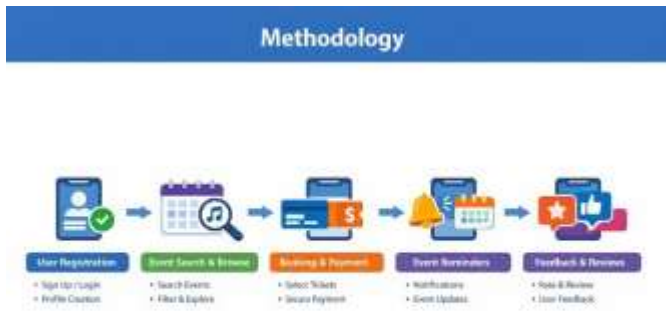 Methodology
$
User Registration
• Sign Up / Login
• Profile Creation
Event Search & Browse
• Search Events
• Filter & Explore
Booking & Payment
• Select Tickets
• Secure Payment
Event Reminders
• Notifications
• Event Updates
Feedback & Reviews
• Rate & Review
• User Feedback